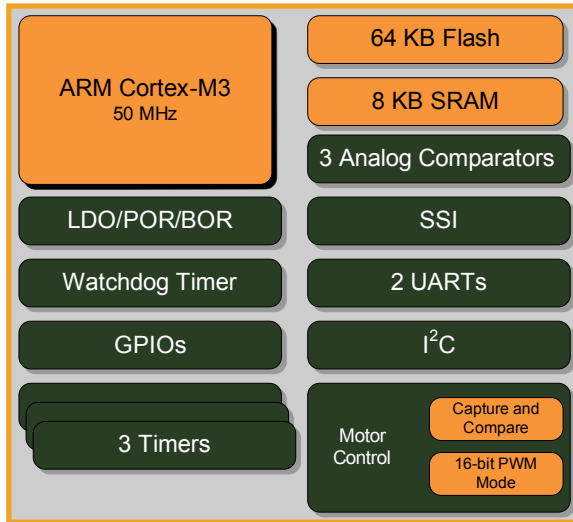 ARM Cortex-M3
50 MHz
64 KB Flash
8 KB SRAM
3 Analog Comparators
LDO/POR/BOR
SSI
Watchdog Timer
2 UARTs
GPIOs
I²C
3 Timers
Motor
Control
Capture and
Compare
16-bit PWM
Mode